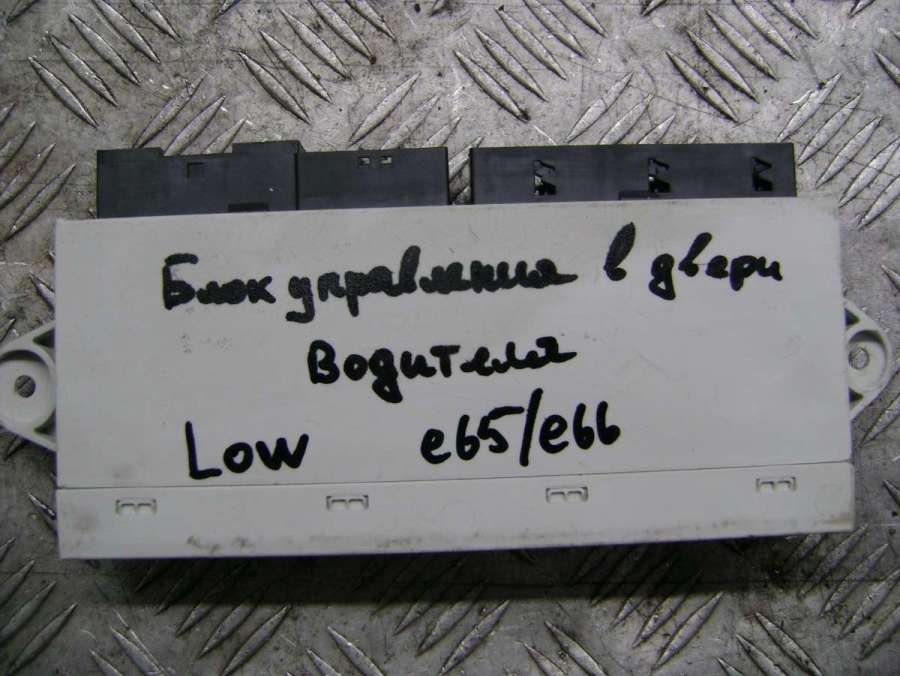 Блок управления в двери
Водителя
Low e65/e66